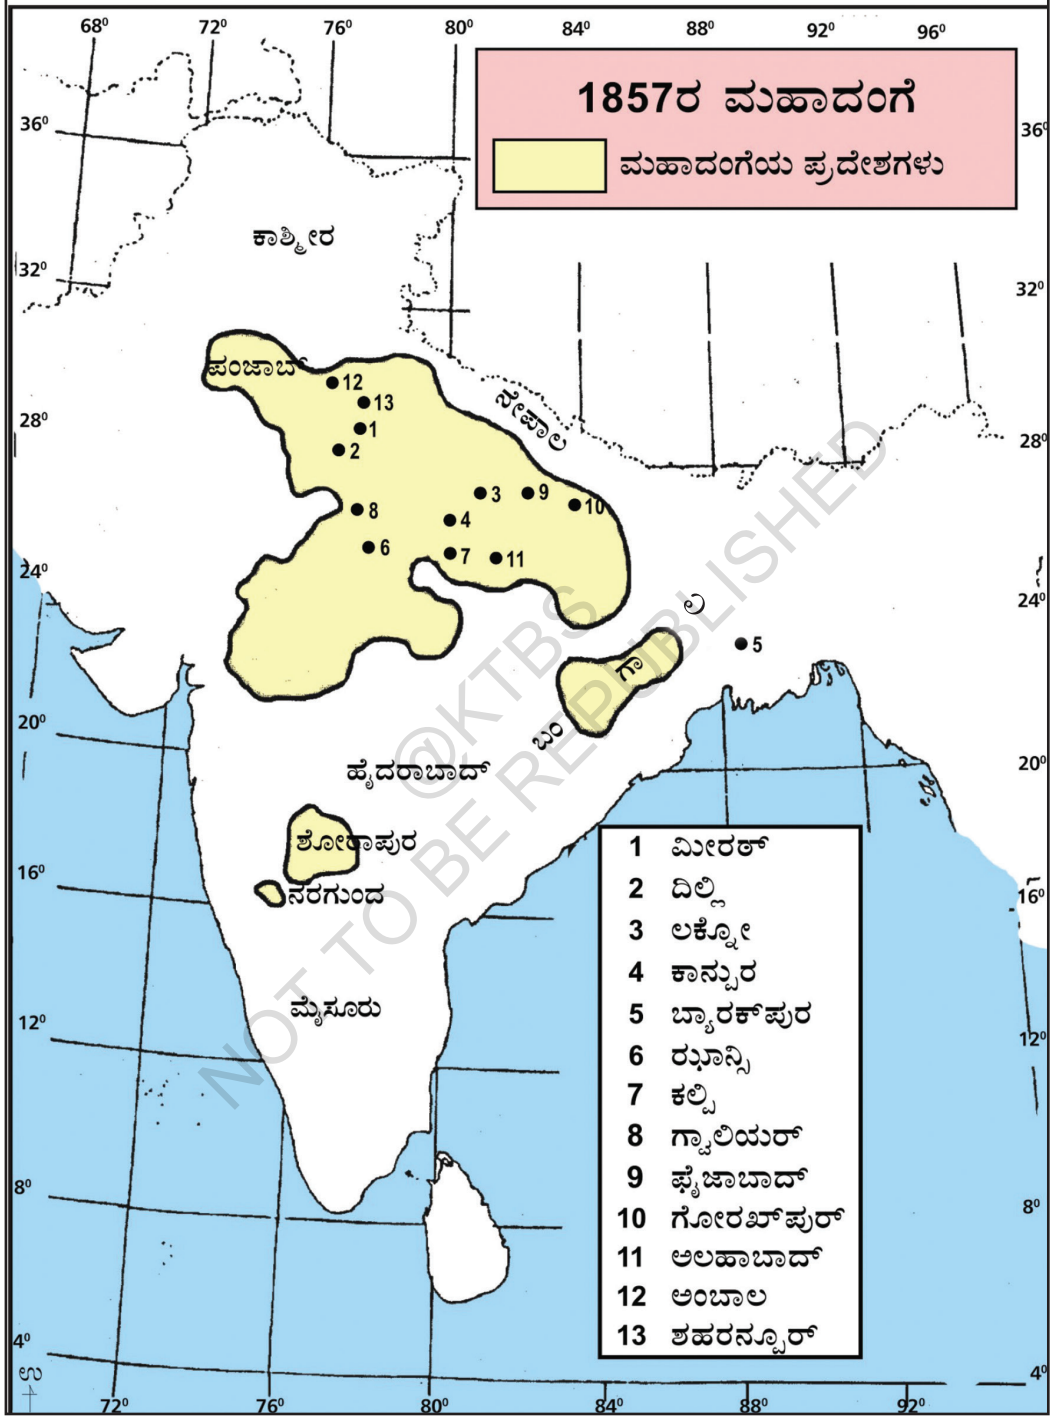 68⁰ 72⁰ 76⁰ 80⁰ 84⁰ 88⁰ 92⁰ 96⁰
1857ರ ಮಹಾದಂಗೆ
ಮಹಾದಂಗೆಯ ಪ್ರದೇಶಗಳು
36⁰ 36⁰
ಕಾಶ್ಮೀರ
32⁰ 32⁰
ಪಂಜಾಬ್
12
13
ನೇಪಾಲ
28⁰ 1 28⁰
2
3 9
8 10
4
6 7 11
24⁰ 24⁰
ಲ
5
ಗಾ
ಬಂ
20⁰ 20⁰
ಹೈದರಾಬಾದ್
ಶೋರಾಪುರ
16⁰ 16⁰
ನರಗುಂದ
ಮೈಸೂರು
12⁰ 12⁰
8⁰ 8⁰
4⁰ 4⁰
1 ಮೀರಠ್
2 ದಿಲ್ಲಿ
3 ಲಕ್ನೋ
4 ಕಾನ್ಪುರ
5 ಬ್ಯಾರಕ್‌ಪುರ
6 ಝಾನ್ಸಿ
7 ಕಲ್ಪಿ
8 ಗ್ವಾಲಿಯರ್
9 ಫೈಜಾಬಾದ್
10 ಗೋರಖ್‌ಪುರ್
11 ಅಲಹಾಬಾದ್
12 ಅಂಬಾಲ
13 ಶಹರನ್ಪೂರ್
72⁰ 76⁰ 80⁰ 84⁰ 88⁰ 92⁰
@KTBS
NOT TO BE REPUBLISHED